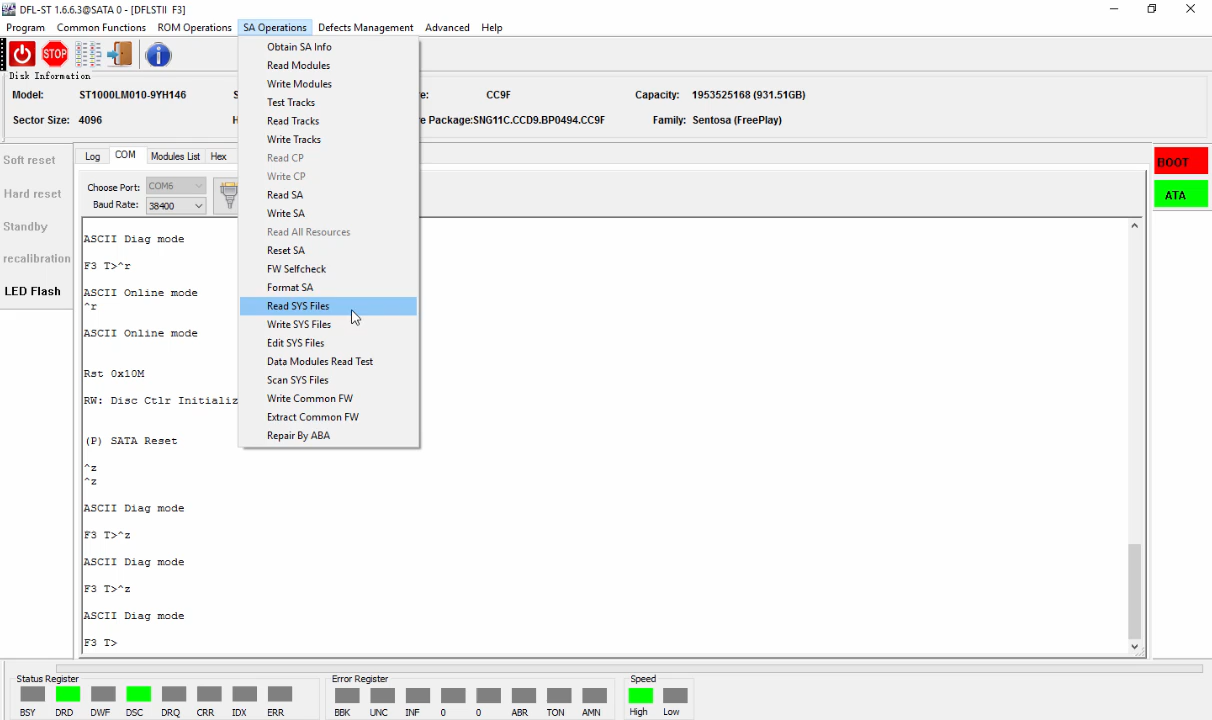 DFL-ST 1.6.6.3@SATA 0 - [DFLSTII F3]
Program Common Functions ROM Operations SA Operations Defects Management Advanced Help
STOP
Disk Information
Model: ST1000LM010-9YH146 S e: CC9F Capacity: 1953525168 (931.51GB)
Sector Size: 4096 H e Package:SNG11C.CCD9.BP0494.CC9F Family: Sentosa (FreePlay)
Obtain SA Info
Read Modules
Write Modules
Test Tracks
Read Tracks
Write Tracks
Read CP
Write CP
Read SA
Write SA
Read All Resources
Reset SA
FW Selfcheck
Format SA
Read SYS Files
Write SYS Files
Edit SYS Files
Data Modules Read Test
Scan SYS Files
Write Common FW
Extract Common FW
Repair By ABA
Soft reset
Hard reset
Standby
recalibration
LED Flash
Log COM Modules List Hex
Choose Port: COM6
Baud Rate: 38400
ASCII Diag mode
F3 T>^r
ASCII Online mode
^r
ASCII Online mode
Rst 0x10M
RW: Disc Ctlr Initializ
(P) SATA Reset
^z
^z
ASCII Diag mode
F3 T>^z
ASCII Diag mode
F3 T>^z
ASCII Diag mode
F3 T>
BOOT
ATA
Status Register
BSY DRD DWF DSC DRQ CRR IDX ERR
Error Register
BBK UNC INF 0 0 ABR TON AMN
Speed
High Low